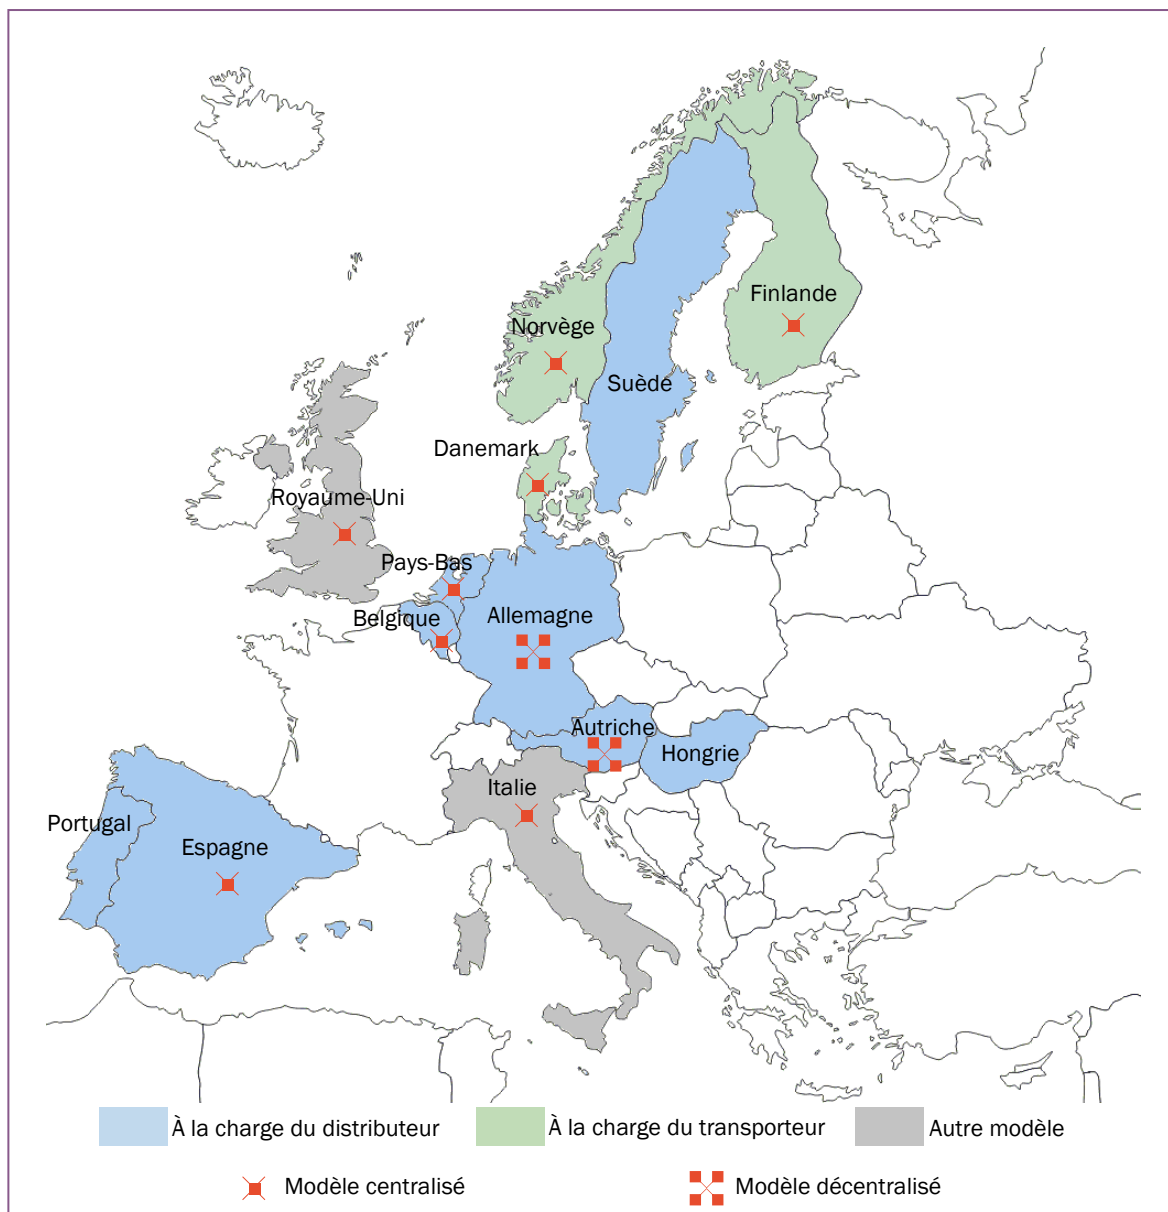 Finlande
Norvège
Suède
Danemark
Royaume-Uni
Pays-Bas
Belgique
Allemagne
Autriche
Hongrie
Italie
Portugal
Espagne
À la charge du distributeur
À la charge du transporteur
Autre modèle
Modèle centralisé
Modèle décentralisé